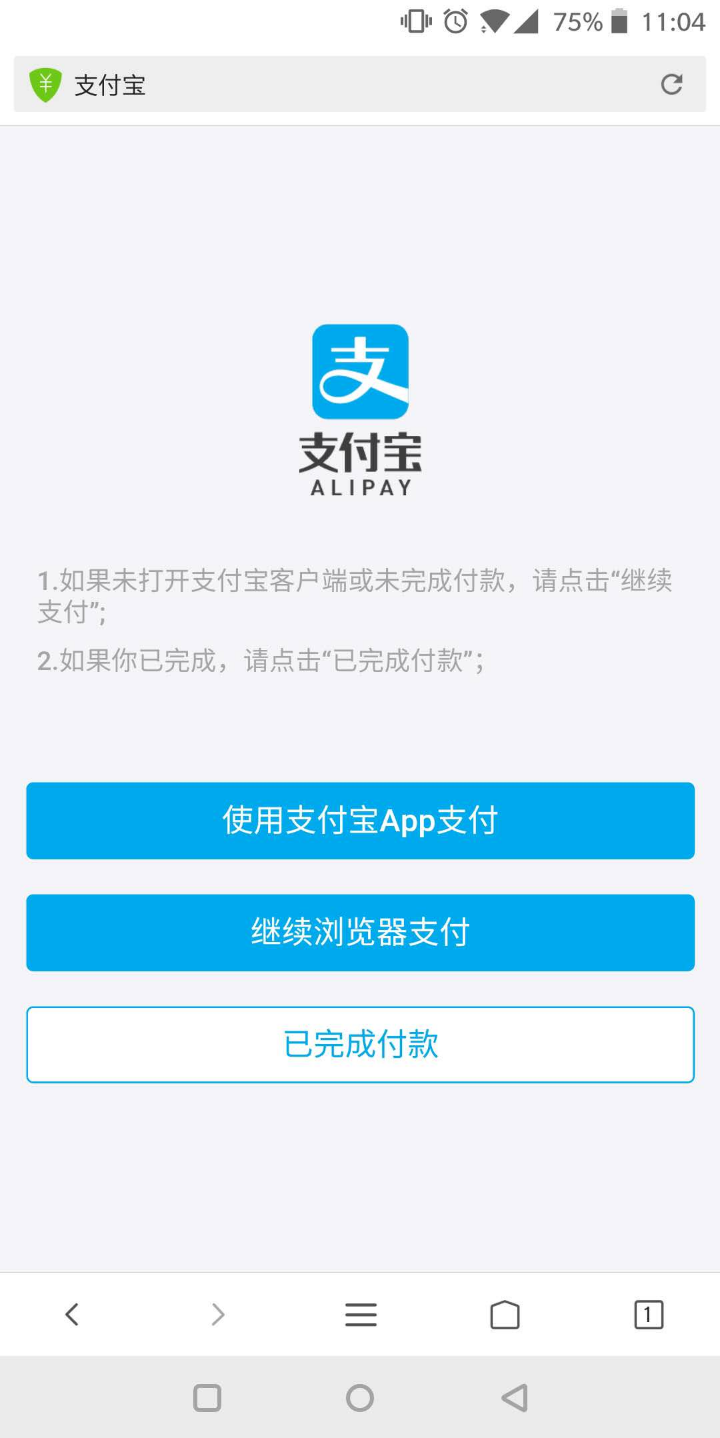 75% 11:04
¥ 支付宝
支
支付宝
ALIPAY
1.如果未打开支付宝客户端或未完成付款，请点击“继续
支付”;
2.如果你已完成，请点击“已完成付款”；
使用支付宝App支付
继续浏览器支付
已完成付款
1